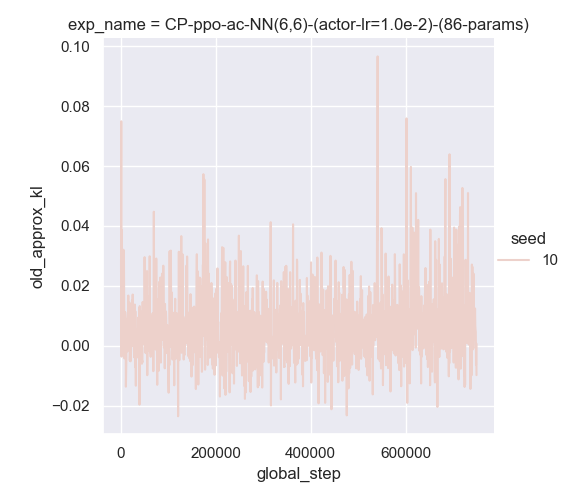 exp_name = CP-ppo-ac-NN(6,6)-(actor-lr=1.0e-2)-(86-params)
0.10
0.08
0.06
0.04
0.02
0.00
−0.02
old_approx_kl
0 200000 400000 600000
global_step
seed
10